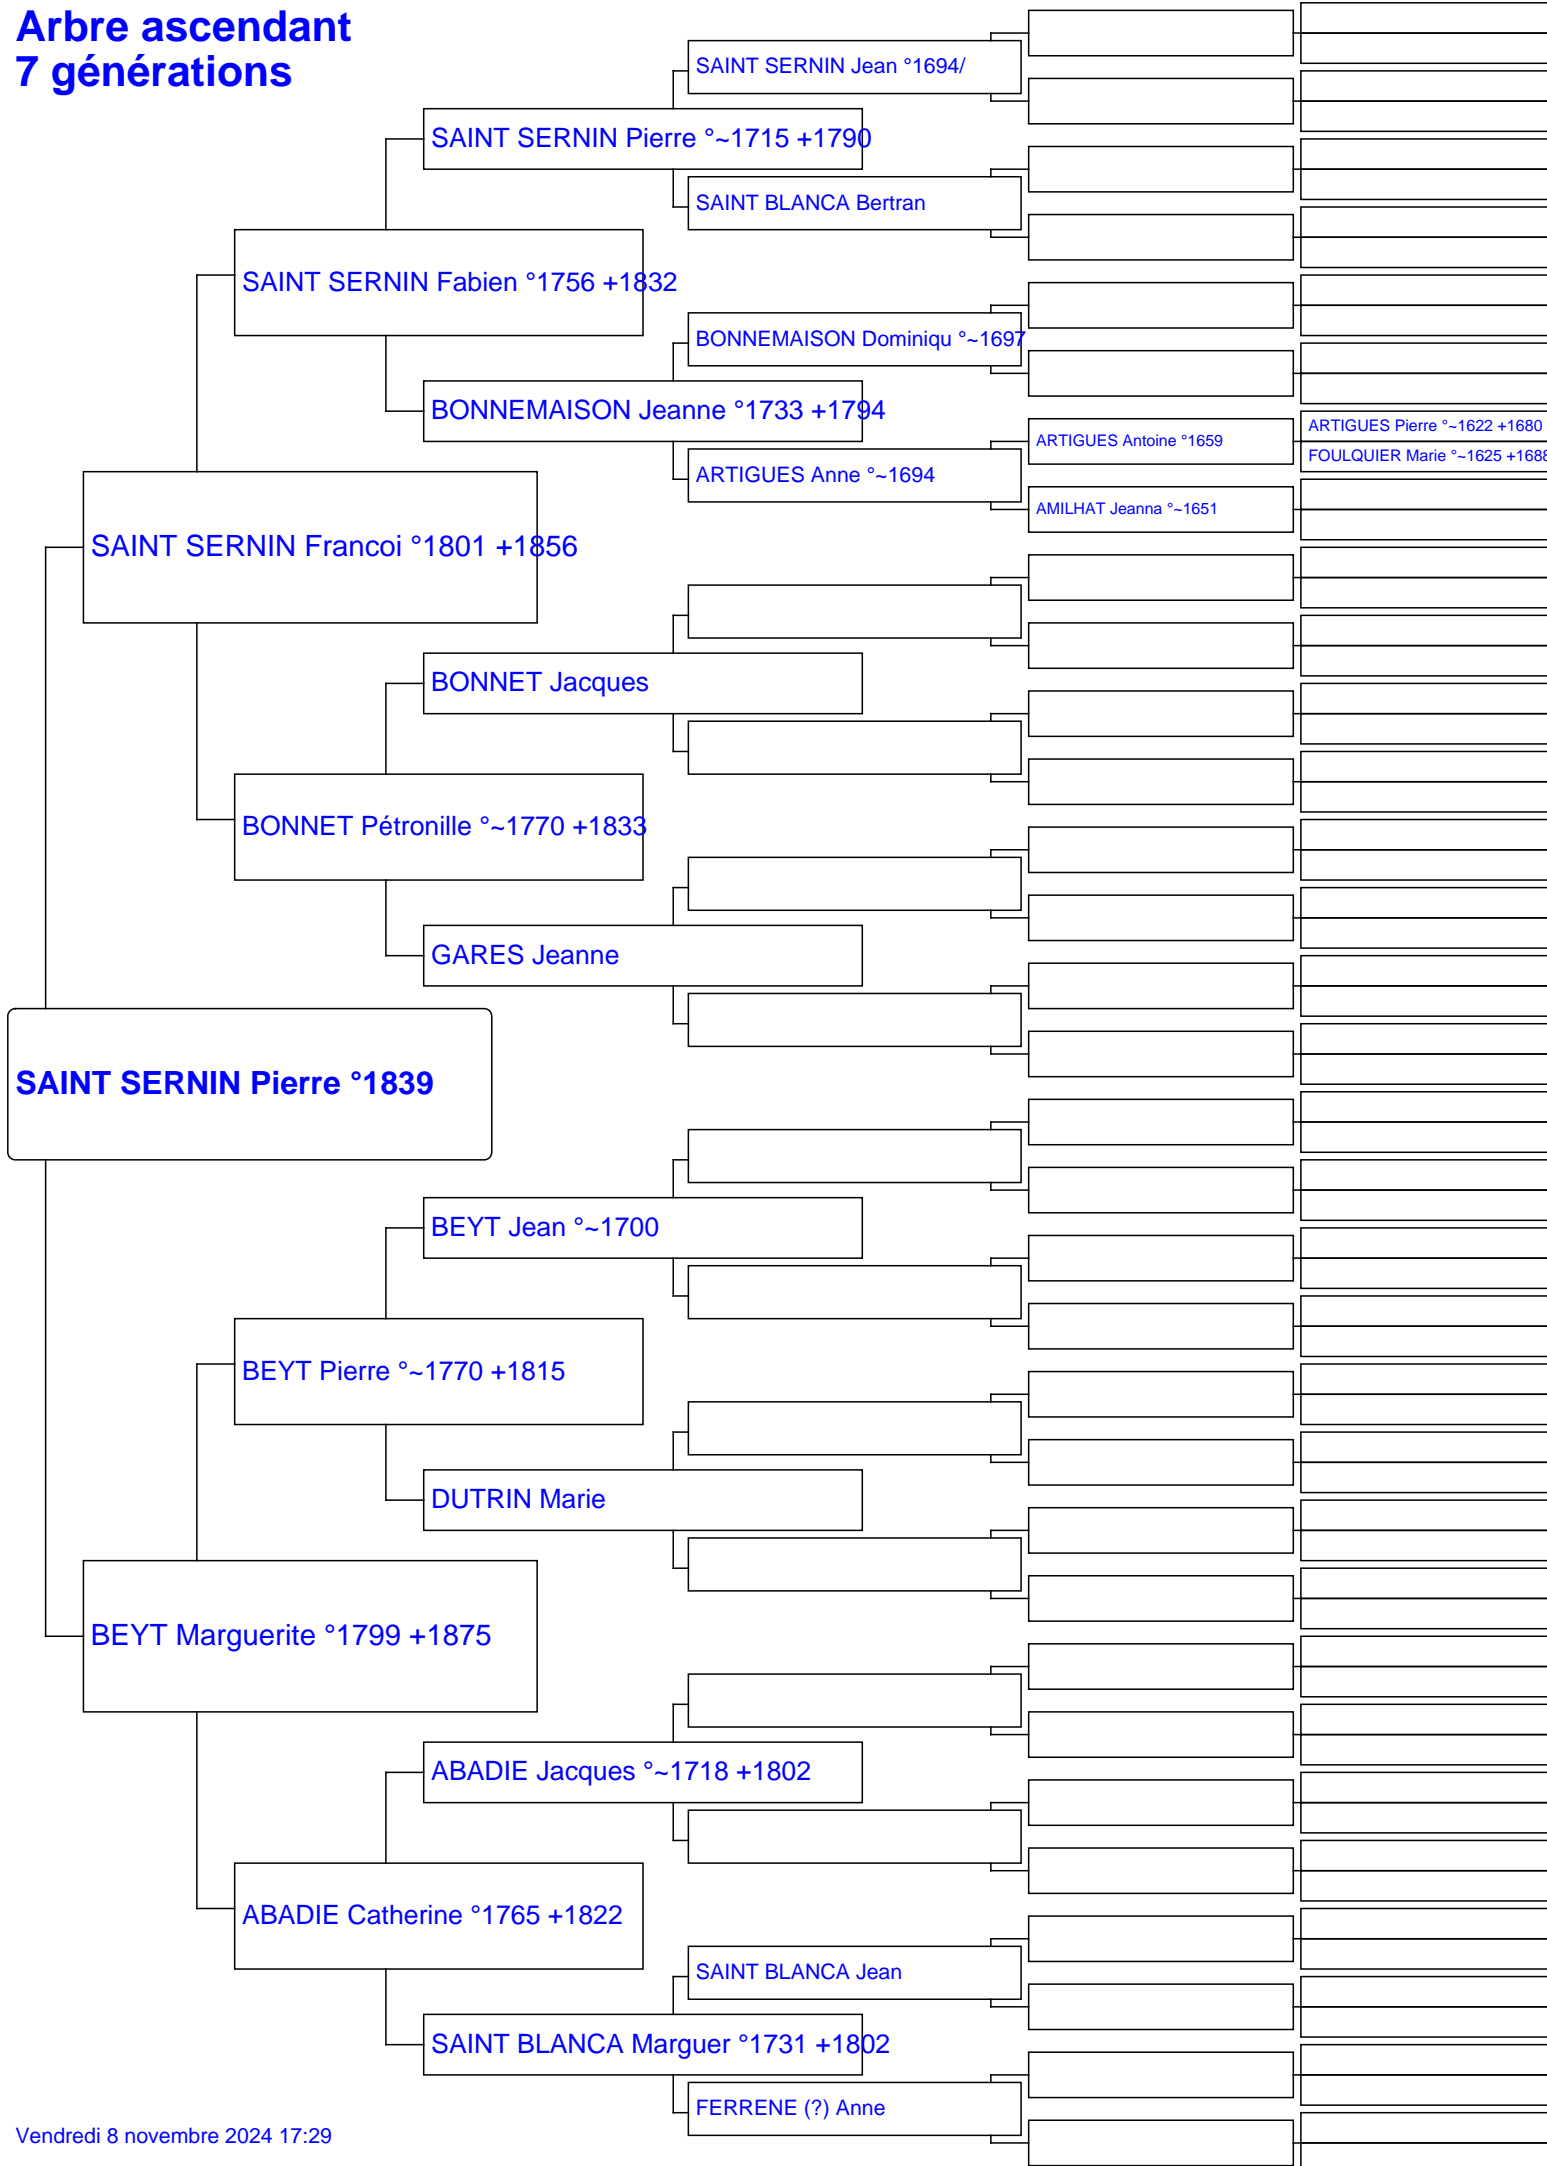 Arbre ascendant
7 générations
SAINT SERNIN Jean °1694/
SAINT SERNIN Pierre °~1715 +1790
SAINT BLANCA Bertran
SAINT SERNIN Fabien °1756 +1832
BONNEMAISON Dominiqu °~1697
BONNEMAISON Jeanne °1733 +1794
ARTIGUES Pierre °~1622 +1680
ARTIGUES Antoine °1659
FOULQUIER Marie °~1625 +1688
ARTIGUES Anne °~1694
AMILHAT Jeanna °~1651
SAINT SERNIN Francoi °1801 +1856
BONNET Jacques
BONNET Pétronille °~1770 +1833
GARES Jeanne
SAINT SERNIN Pierre °1839
BEYT Jean °~1700
BEYT Pierre °~1770 +1815
DUTRIN Marie
BEYT Marguerite °1799 +1875
ABADIE Jacques °~1718 +1802
ABADIE Catherine °1765 +1822
SAINT BLANCA Jean
SAINT BLANCA Marguer °1731 +1802
FERRENE (?) Anne
Vendredi 8 novembre 2024 17:29